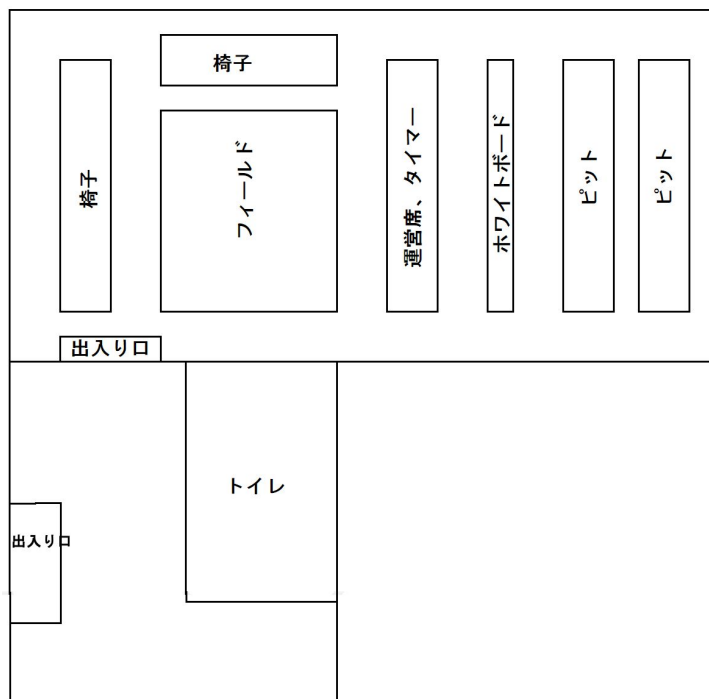 椅子
椅子
フィールド
運営席、タイマー
ホワイトボード
ピット
ピット
出入り口
トイレ
出入り口